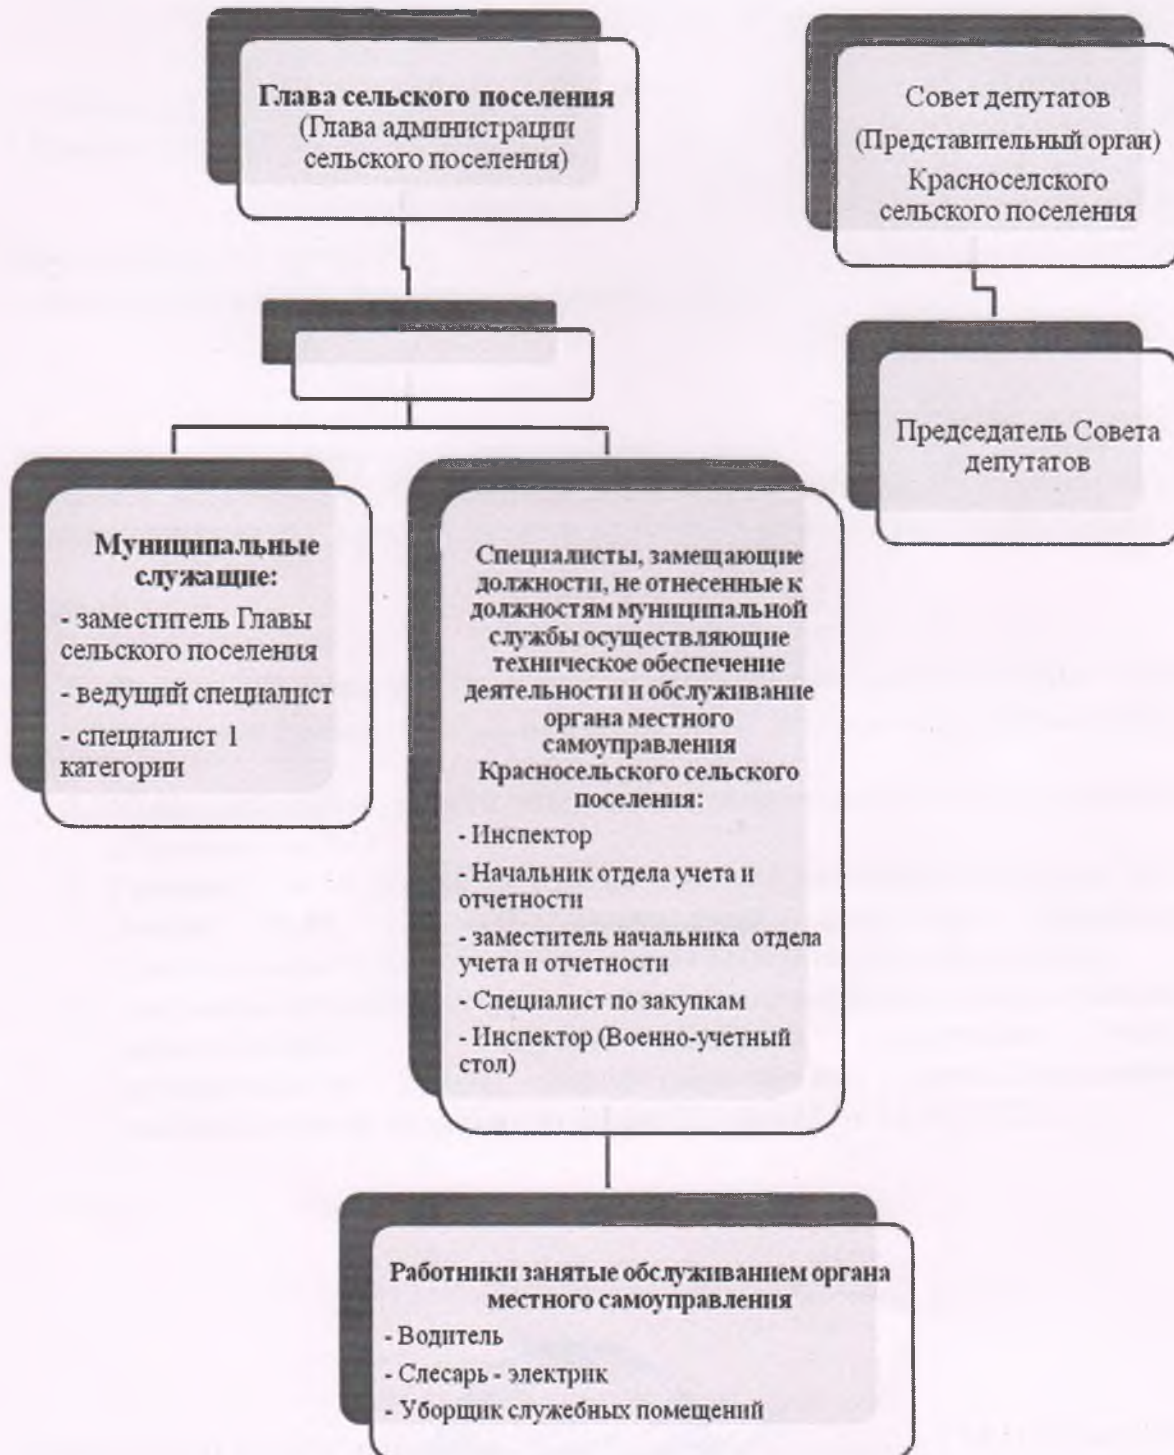 Глава сельского поселения
(Глава администрации
сельского поселения)
Совет депутатов
(Представительный орган)
Красноселского
сельского поселения
Председатель Совета
депутатов
Муниципальные
служащие:
- заместитель Главы
сельского поселения
- ведущий специалист
- специалист 1
категории
Специалисты, замещающие
должности, не отнесенные к
должностям муниципальной
службы осуществляющие
техническое обеспечение
деятельности и обслуживание
органа местного
самоуправления
Красносельского сельского
поселения:
- Инспектор
- Начальник отдела учета и
отчетности
- заместитель начальника отдела
учета и отчетности
- Специалист по закупкам
- Инспектор (Военно-учетный
стол)
Работники занятые обслуживанием органа
местного самоуправления
- Водитель
- Слесарь - электрик
- Уборщик служебных помещений